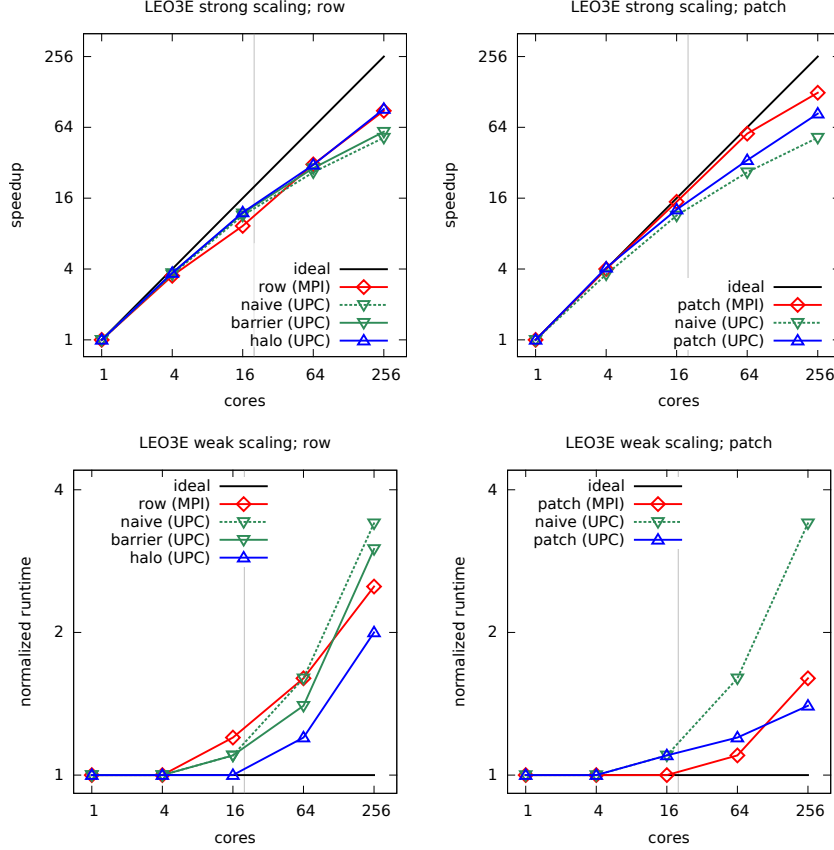 LEO3E strong scaling; row
256
64
16
4
1
speedup
ideal
row (MPI)
naive (UPC)
barrier (UPC)
halo (UPC)
1 4 16 64 256
cores
LEO3E strong scaling; patch
256
64
16
4
1
speedup
ideal
patch (MPI)
naive (UPC)
patch (UPC)
1 4 16 64 256
cores
LEO3E weak scaling; row
4
2
1
normalized runtime
ideal
row (MPI)
naive (UPC)
barrier (UPC)
halo (UPC)
1 4 16 64 256
cores
LEO3E weak scaling; patch
4
2
1
normalized runtime
ideal
patch (MPI)
naive (UPC)
patch (UPC)
1 4 16 64 256
cores